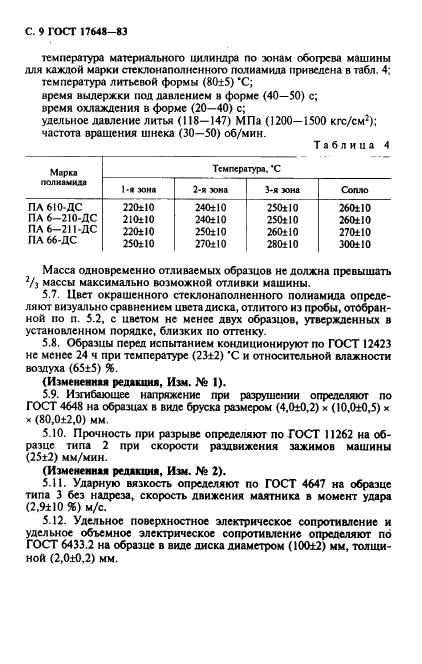 С. 9 ГОСТ 17648—83
температура материального цилиндра по зонам обогрева машины
для каждой марки стеклонаполненного полиамида приведена в табл. 4;
температура литьевой формы (80±5) °С;
время выдержки под давлением в форме (40—50) с;
время охлаждения в форме (20—40) с;
удельное давление литья (118—147) МПа (1200—1500 кгс/см²);
частота вращения шнека (30—50) об/мин.
Таблица 4
Марка полиамида
Температура, °С
1-я зона 2-я зона 3-я зона Сопло
ПА 610-ДС 220±10 240±10 250±10 260±10
ПА 6—210-ДС 210±10 240±10 250±10 260±10
ПА 6—211-ДС 220±10 250±10 260±10 270±10
ПА 66-ДС 250±10 270±10 280±10 300±10
Масса одновременно отливаемых образцов не должна превышать
2/3 массы максимально возможной отливки машины.
5.7. Цвет окрашенного стеклонаполненного полиамида опреде-
ляют визуально сравнением цвета диска, отлитого из пробы, отобран-
ной по п. 5.2, с цветом не менее двух образцов, утвержденных в
установленном порядке, близких по оттенку.
5.8. Образцы перед испытанием кондиционируют по ГОСТ 12423
не менее 24 ч при температуре (23±2) °С и относительной влажности
воздуха (65±5) %.
(Измененная редакция, Изм. № 1).
5.9. Изгибающее напряжение при разрушении определяют по
ГОСТ 4648 на образцах в виде бруска размером (4,0±0,2) × (10,0±0,5) ×
× (80,0±2,0) мм.
5.10. Прочность при разрыве определяют по ГОСТ 11262 на об-
разце типа 2 при скорости раздвижения зажимов машины
(25±2) мм/мин.
(Измененная редакция, Изм. № 2).
5.11. Ударную вязкость определяют по ГОСТ 4647 на образце
типа 3 без надреза, скорость движения маятника в момент удара
(2,9±10 %) м/с.
5.12. Удельное поверхностное электрическое сопротивление и
удельное объемное электрическое сопротивление определяют по
ГОСТ 6433.2 на образце в виде диска диаметром (100±2) мм, толщи-
ной (2,0±0,2) мм.